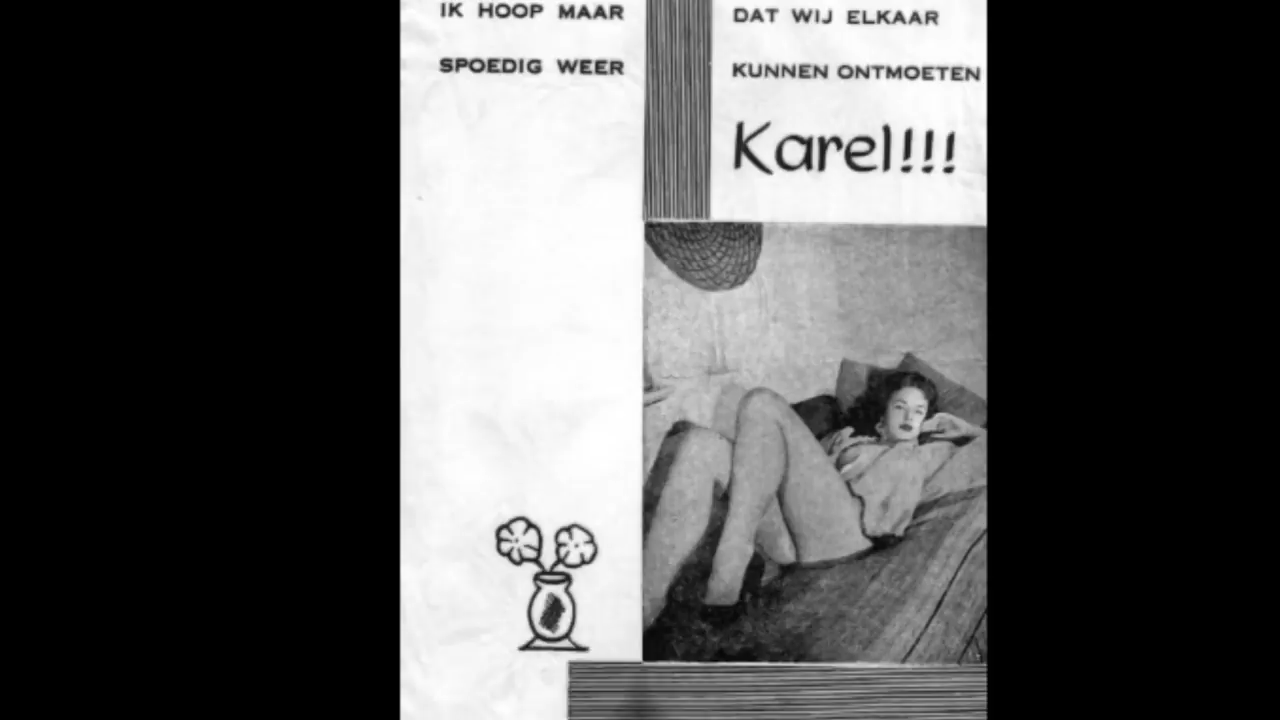 IK HOOP MAAR DAT WIJ ELKAAR
SPOEDIG WEER KUNNEN ONTMOETEN
Karel!!!